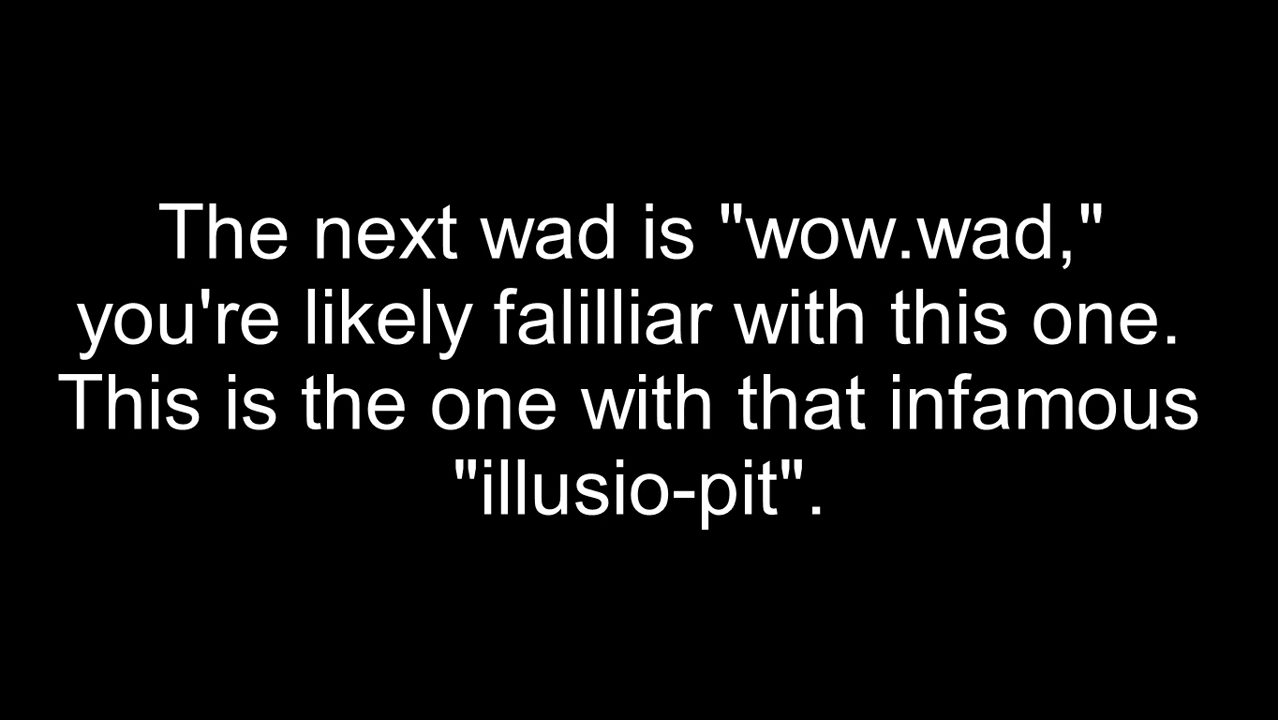 The next wad is "wow.wad,"
you're likely falilliar with this one.
This is the one with that infamous
"illusio-pit".